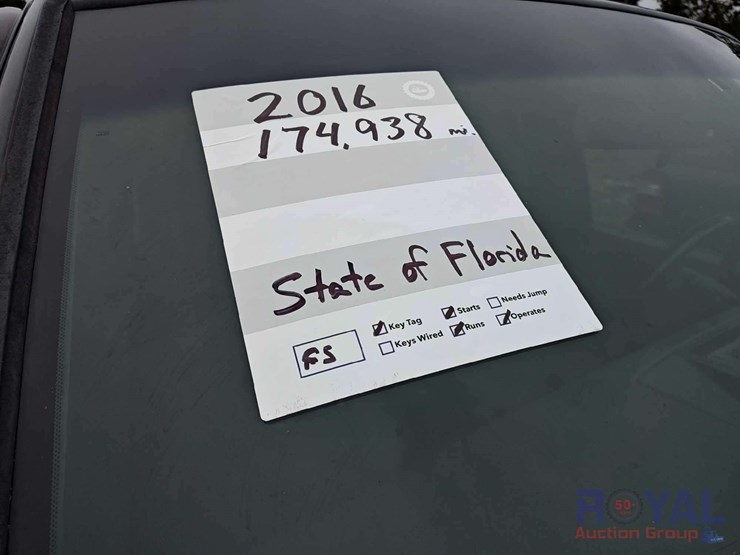 2016
174,938 mi.
State of Florida
FS
Key Tag Starts Needs Jump
Keys Wired Runs Operates
ROYAL
50
Auction Group